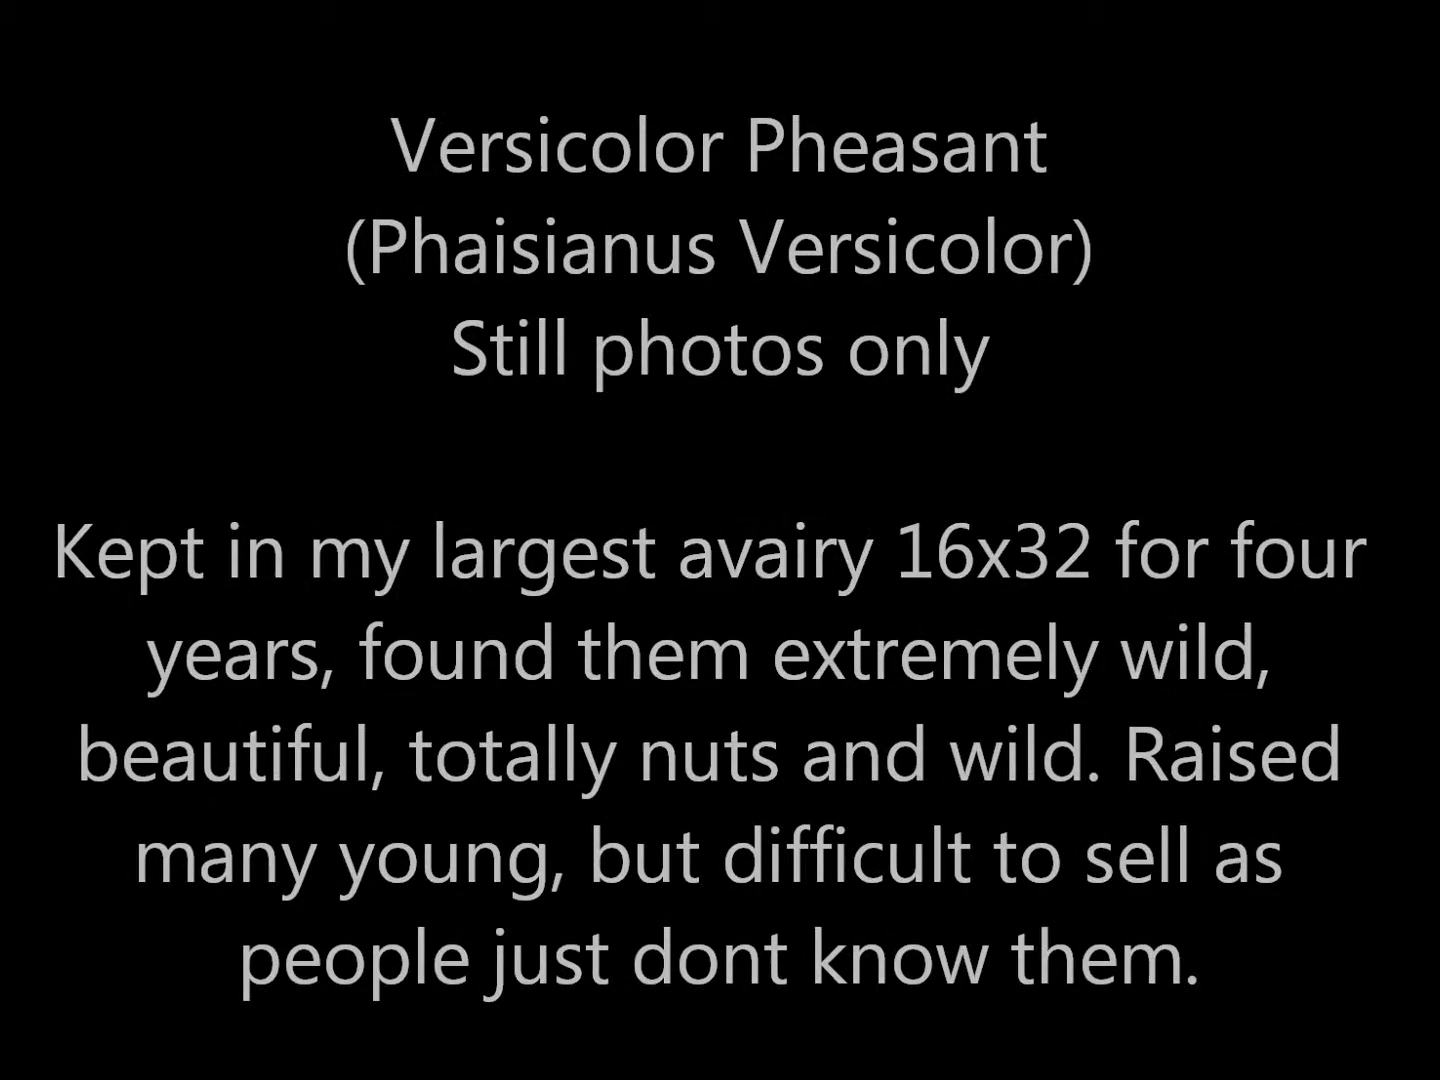 Versicolor Pheasant
(Phaisianus Versicolor)
Still photos only
Kept in my largest avairy 16x32 for four
years, found them extremely wild,
beautiful, totally nuts and wild. Raised
many young, but difficult to sell as
people just dont know them.